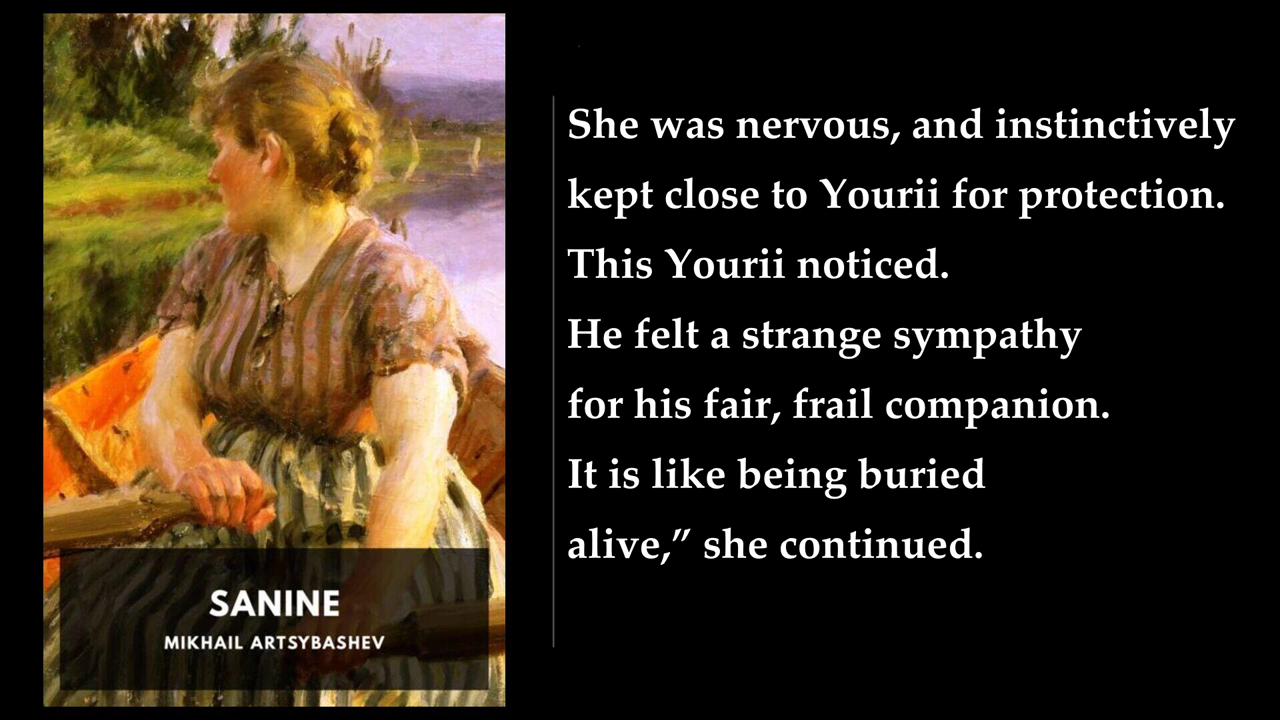 SANINE
MIKHAIL ARTSYBASHEV
She was nervous, and instinctively
kept close to Yourii for protection.
This Yourii noticed.
He felt a strange sympathy
for his fair, frail companion.
It is like being buried
alive,” she continued.